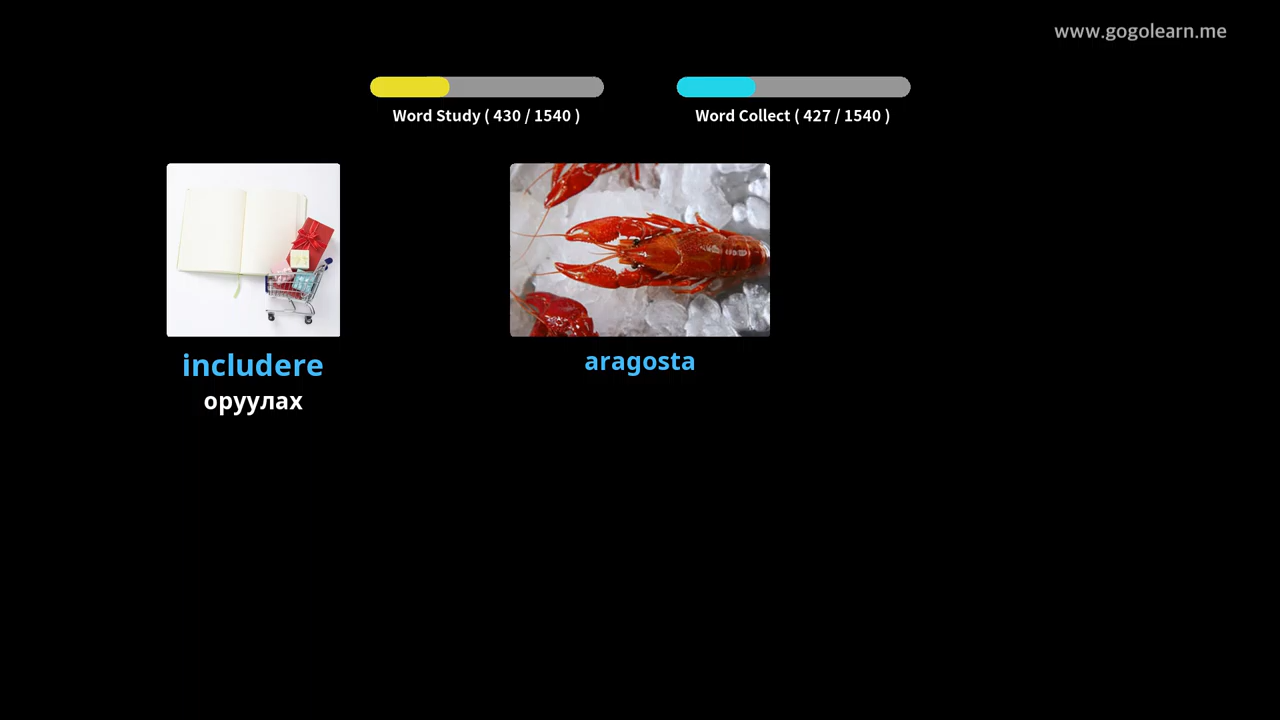 www.gogolearn.me
Word Study ( 430 / 1540 )
Word Collect ( 427 / 1540 )
includere
оруулах
aragosta